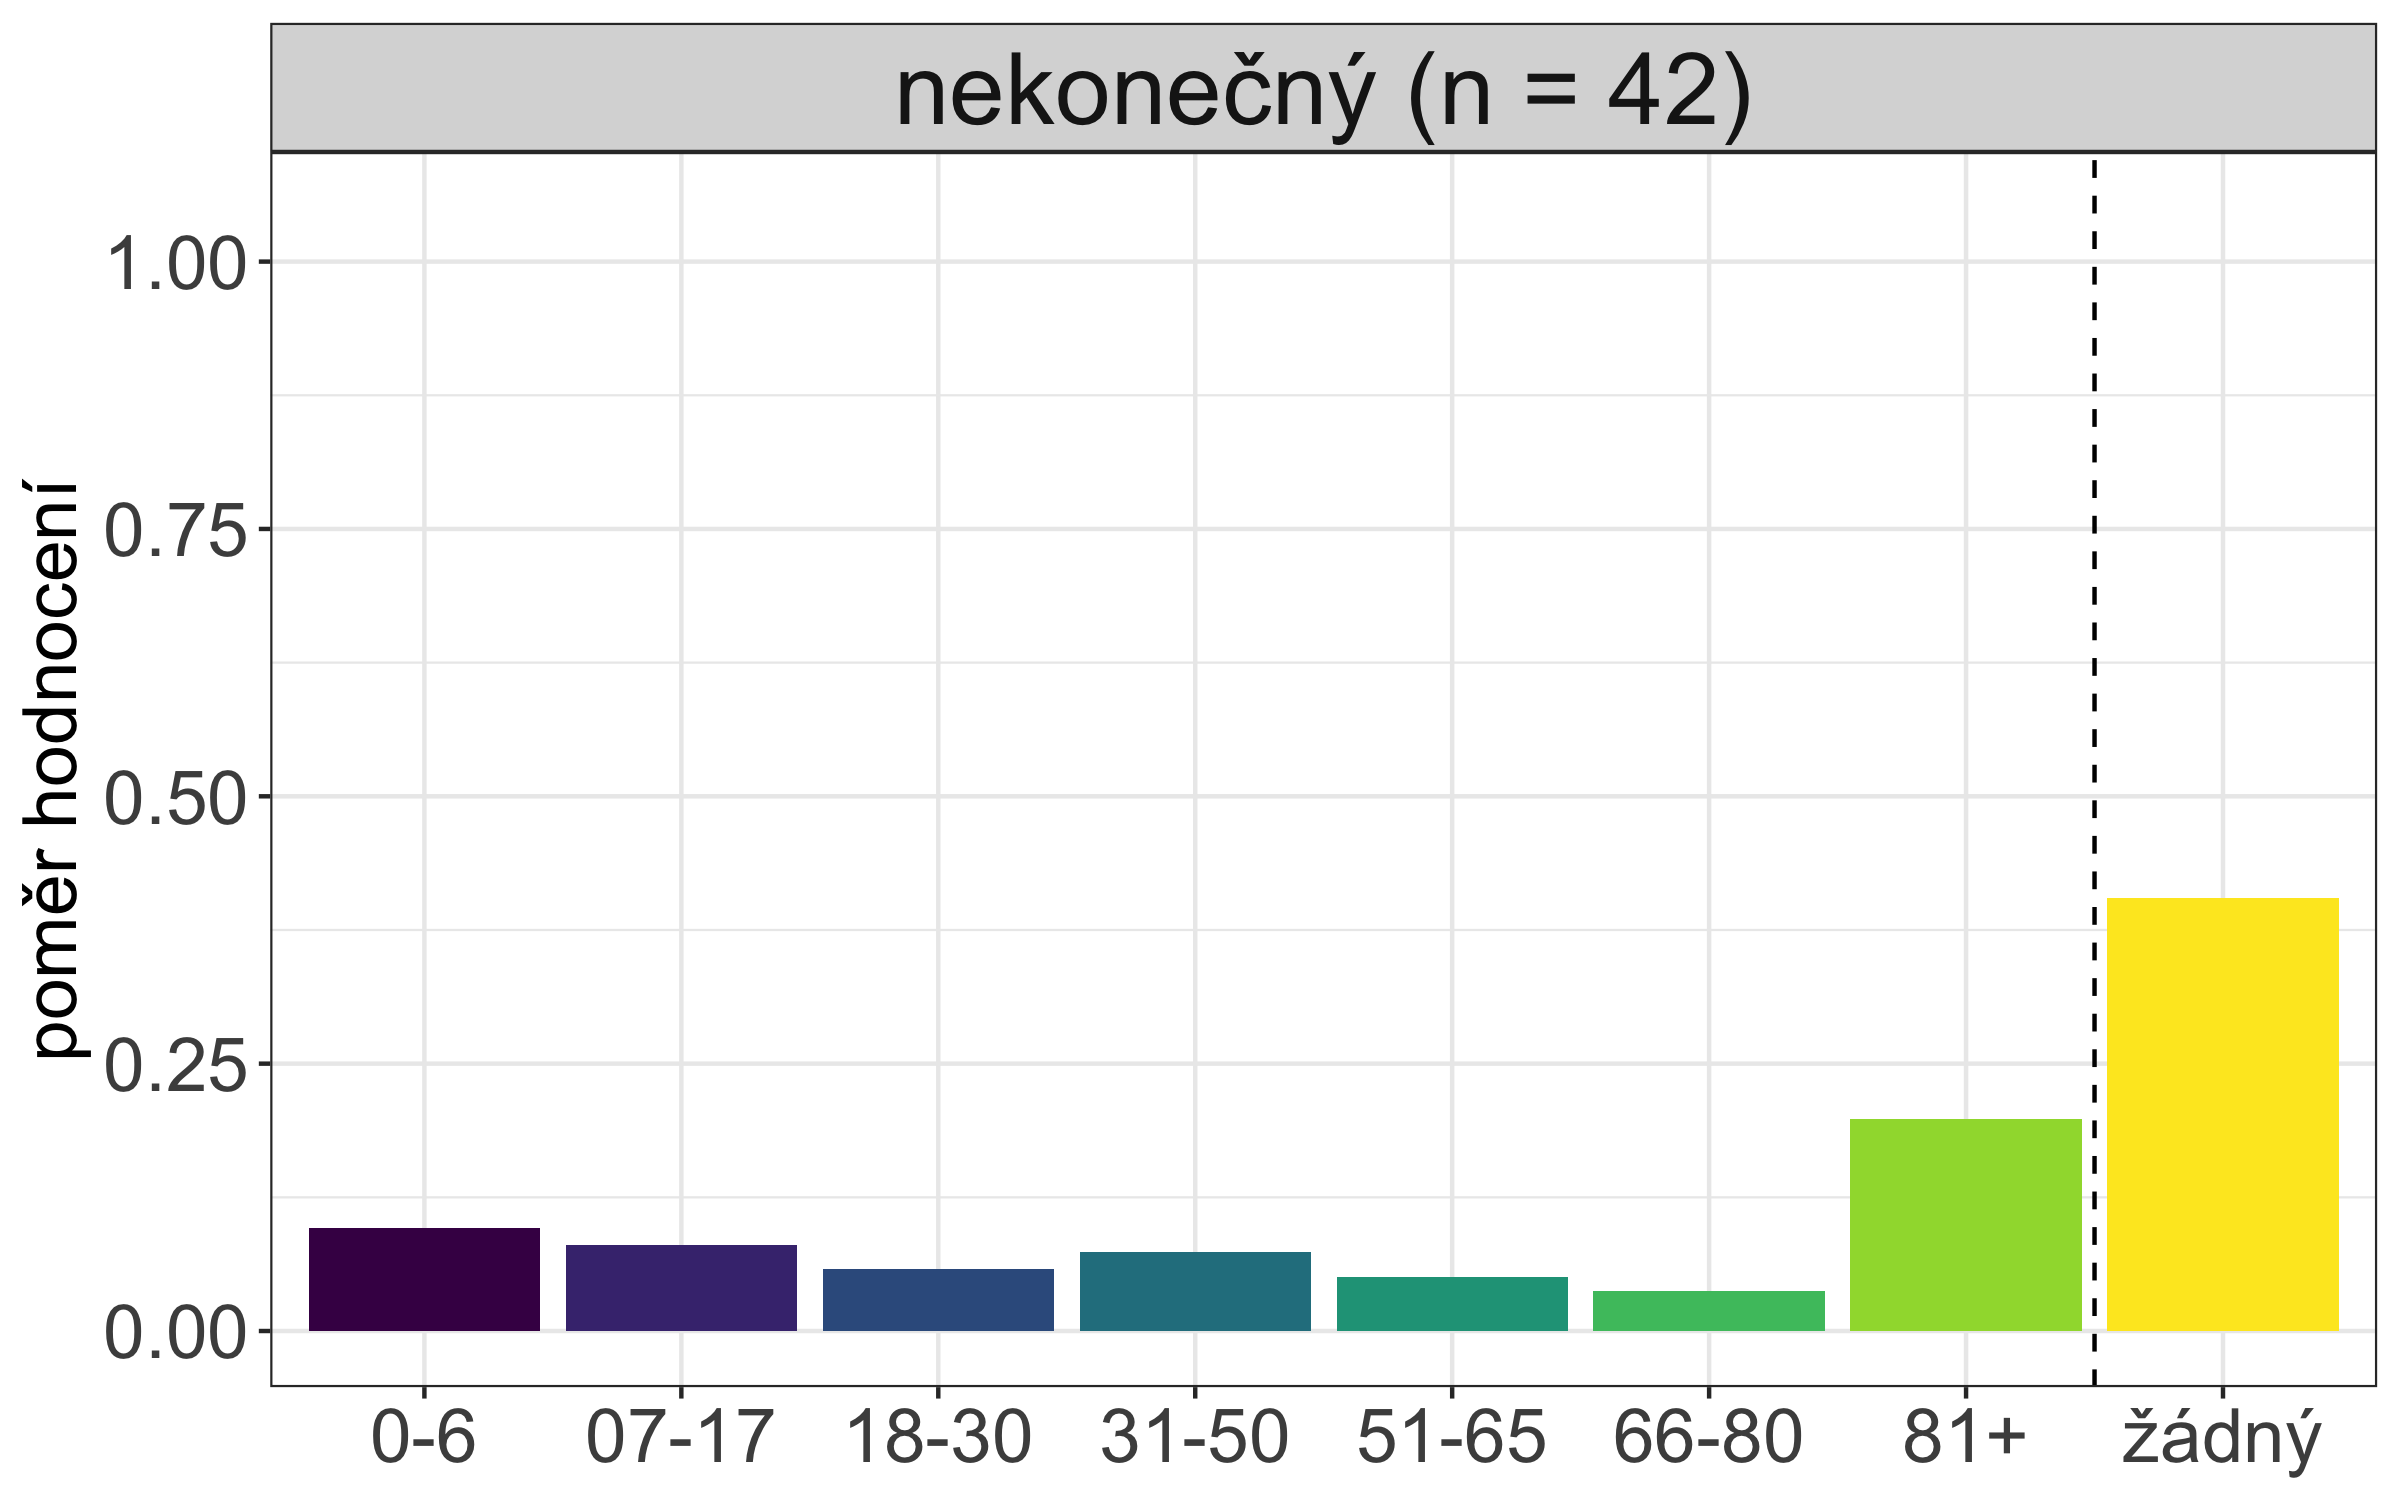 nekonečný (n = 42)
poměr hodnocení
1.00
0.75
0.50
0.25
0.00
0-6 07-17 18-30 31-50 51-65 66-80 81+ žádný